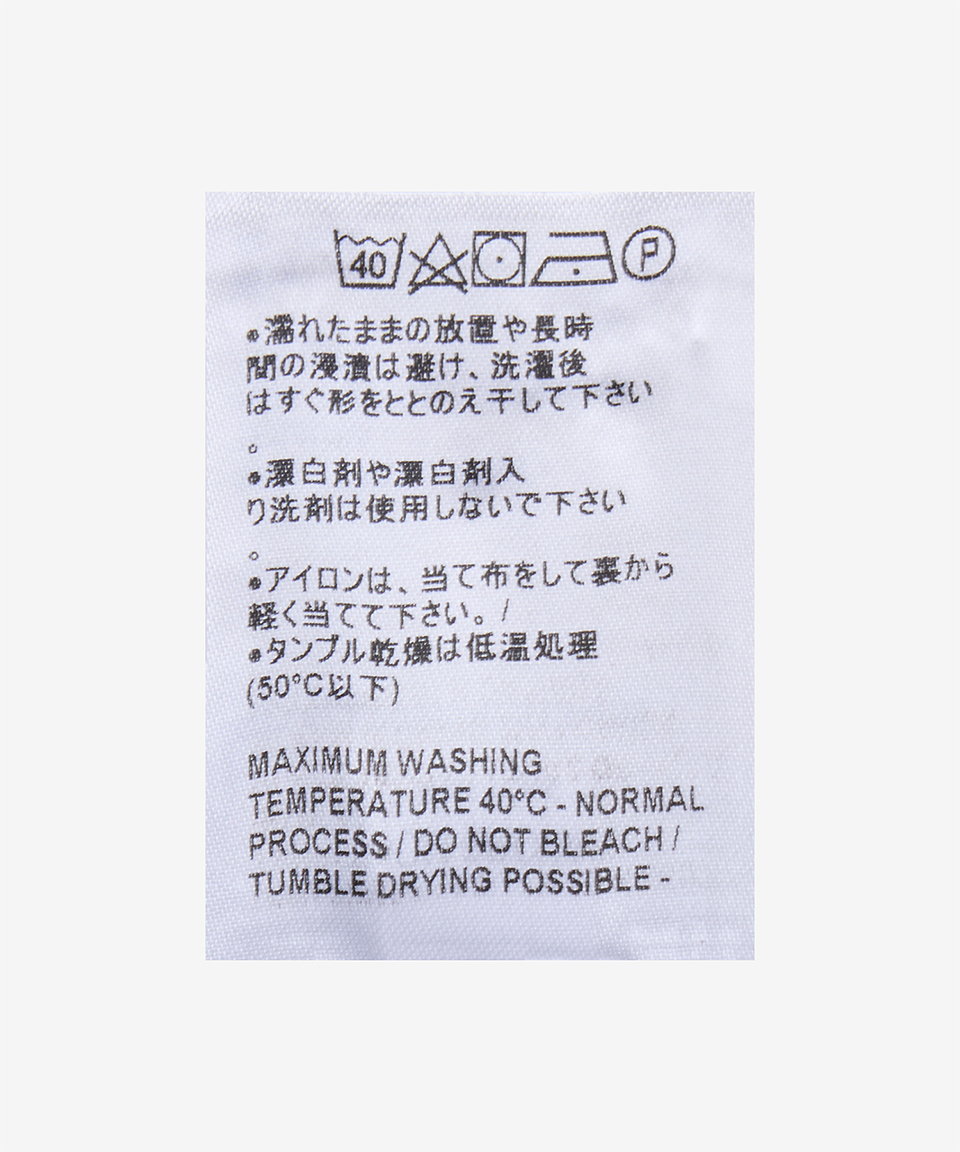 40 P
●濡れたままの放置や長時
間の浸漬は避け、洗濯後
はすぐ形をととのえ干して下さい
。
●漂白剤や漂白剤入
り洗剤は使用しないで下さい
。
●アイロンは、当て布をして裏から
軽く当てて下さい。/
●タンブル乾燥は低温処理
(50°C以下)
MAXIMUM WASHING
TEMPERATURE 40°C - NORMAL
PROCESS / DO NOT BLEACH /
TUMBLE DRYING POSSIBLE -